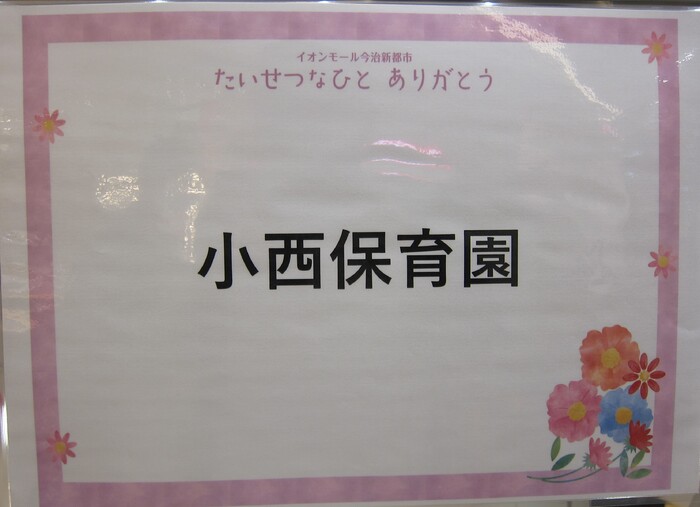 イオンモール今治新都市
たいせつなひと ありがとう
小西保育園